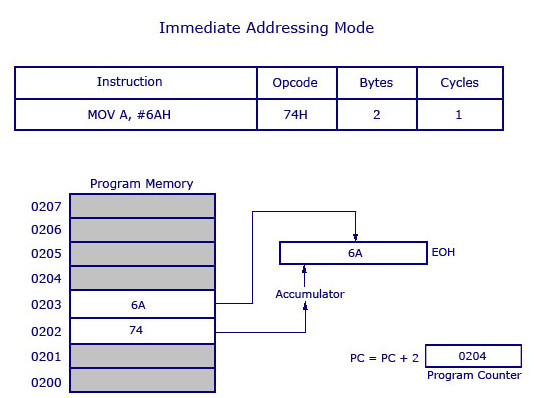 Immediate Addressing Mode
Instruction Opcode Bytes Cycles
MOV A, #6AH 74H 2 1
Program Memory
0207
0206
0205
0204
0203 6A
0202 74
0201
0200
6A EOH
Accumulator
PC = PC + 2 0204
Program Counter